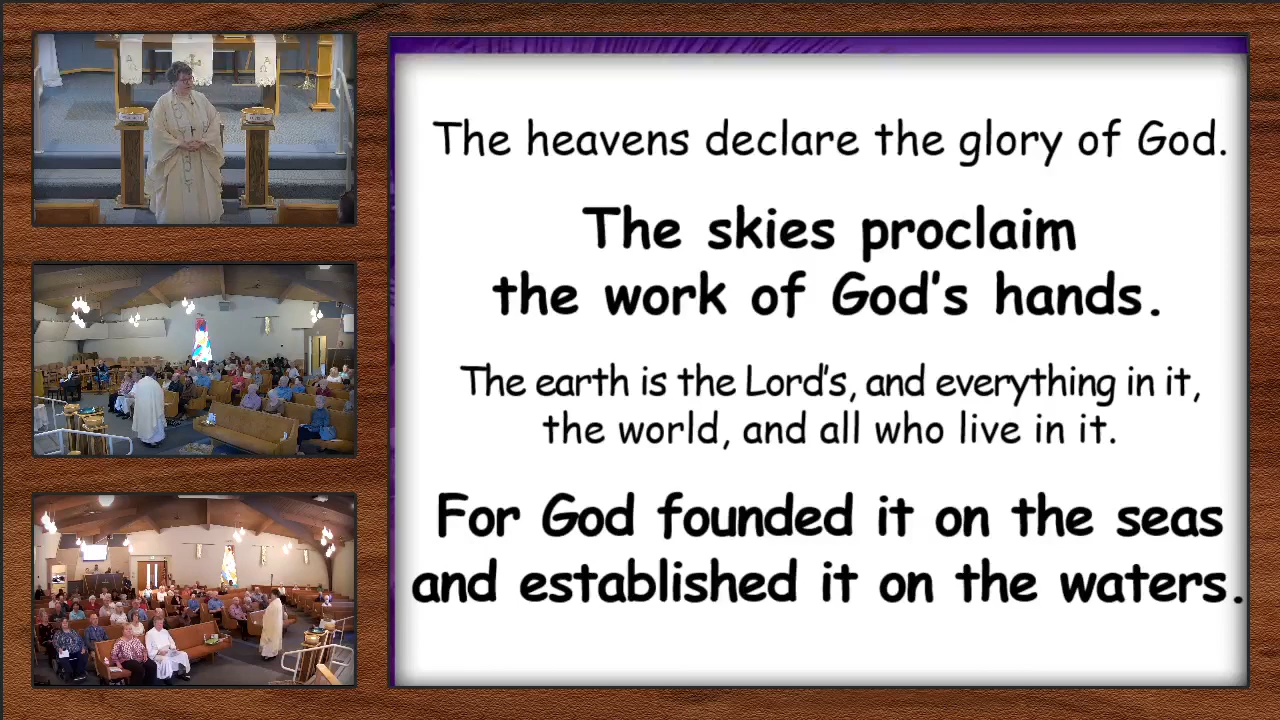 The heavens declare the glory of God.
The skies proclaim
the work of God's hands.
The earth is the Lord's, and everything in it,
the world, and all who live in it.
For God founded it on the seas
and established it on the waters.